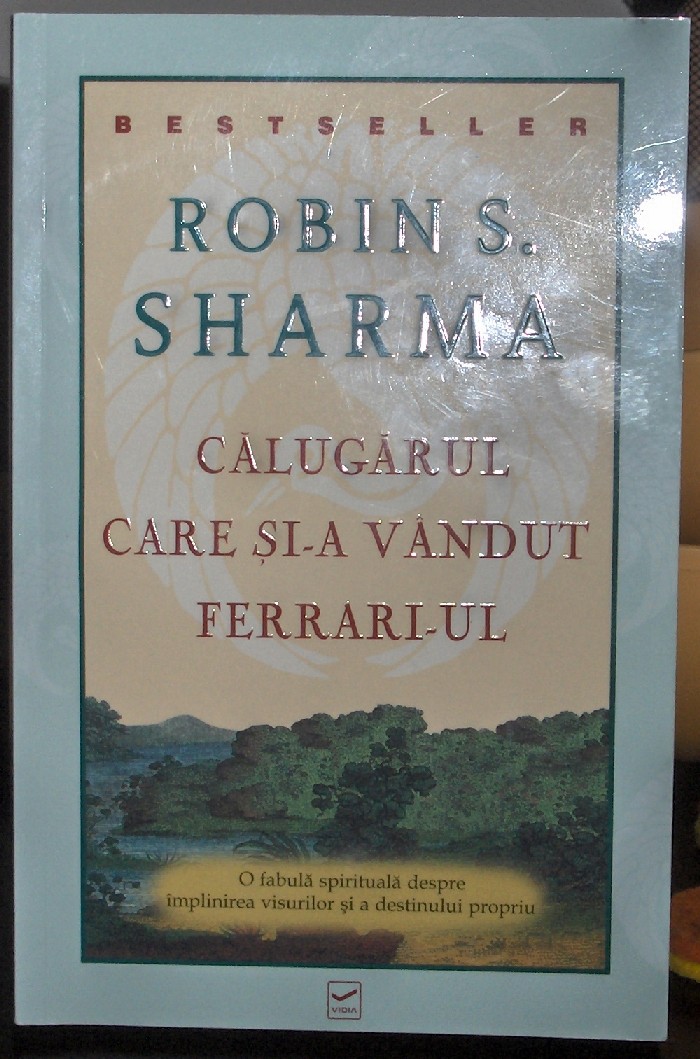 BESTSELLER
ROBIN S.
SHARMA
CĂLUGĂRUL
CARE ȘI-A VÂNDUT
FERRARI-UL
O fabulă spirituală despre
împlinirea visurilor și a destinului propriu
VIDIA